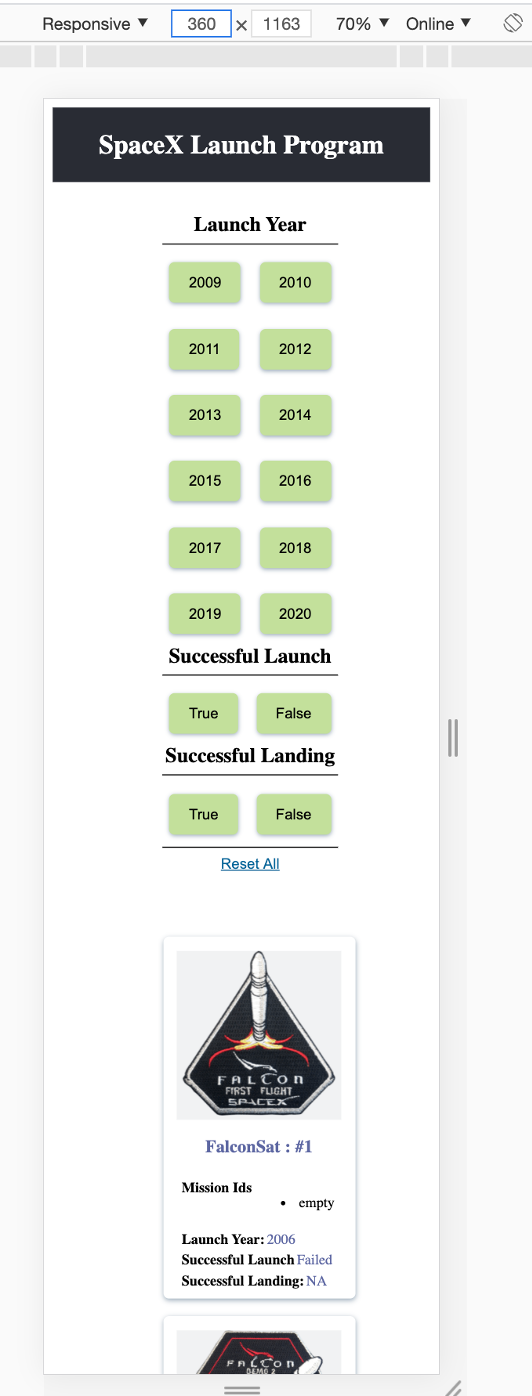 Responsive ▼ 360 × 1163 70% ▼ Online ▼
SpaceX Launch Program
Launch Year
2009 2010
2011 2012
2013 2014
2015 2016
2017 2018
2019 2020
Successful Launch
True False
Successful Landing
True False
Reset All
FALCON
FIRST FLIGHT
SPACEX
FalconSat : #1
Mission Ids
• empty
Launch Year: 2006
Successful Launch Failed
Successful Landing: NA
FALCON
DEMO 2